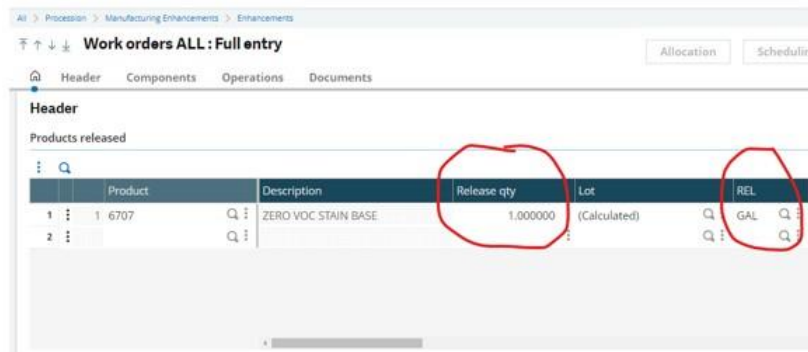 All > Procession > Manufacturing Enhancements > Enhancements
Work orders ALL : Full entry
Allocation Schedulin
Header Components Operations Documents
Header
Products released
Product Description Release qty Lot REL
1 1 6707 ZERO VOC STAIN BASE 1.000000 (Calculated) GAL
2